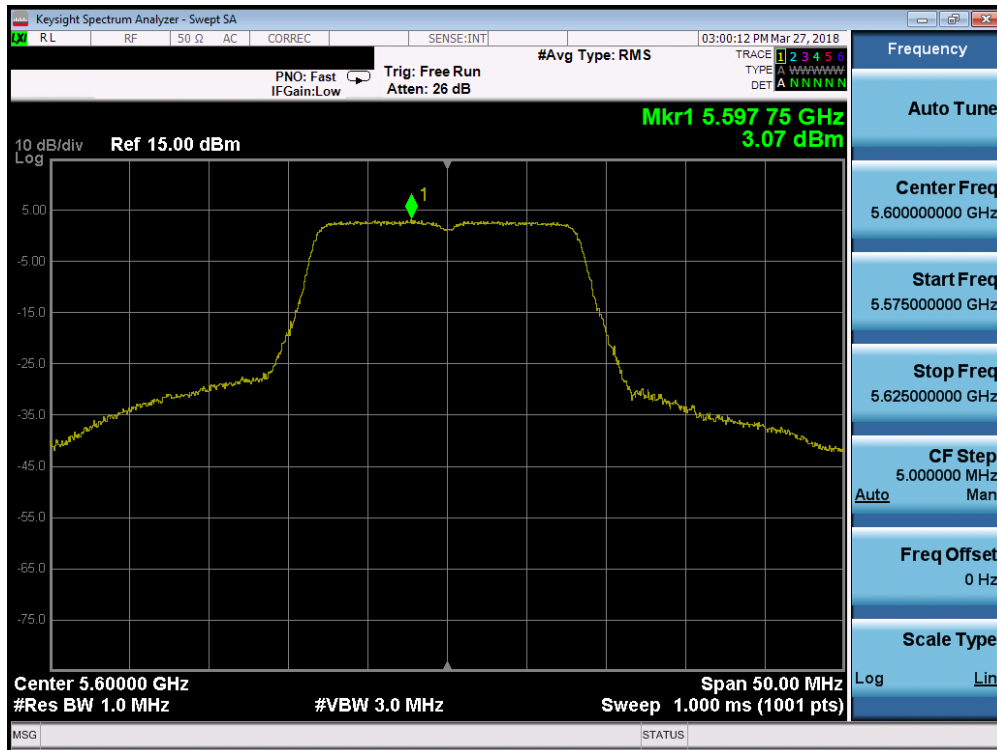 Keysight Spectrum Analyzer - Swept SA
LXI RL RF 50 Ω AC CORREC SENSE:INT 03:00:12 PM Mar 27, 2018
PNO: Fast
IFGain:Low
Trig: Free Run
Atten: 26 dB
#Avg Type: RMS
TRACE 1 2 3 4 5 6
TYPE A WWWWW
DET A N N N N N
Mkr1 5.597 75 GHz
3.07 dBm
10 dB/div
Log
Ref 15.00 dBm
1
5.00
-5.00
-15.0
-25.0
-35.0
-45.0
-55.0
-65.0
-75.0
Center 5.60000 GHz
Span 50.00 MHz
#Res BW 1.0 MHz
#VBW 3.0 MHz
Sweep 1.000 ms (1001 pts)
MSG
STATUS
Frequency
Auto Tune
Center Freq
5.600000000 GHz
Start Freq
5.575000000 GHz
Stop Freq
5.625000000 GHz
CF Step
5.000000 MHz
Auto Man
Freq Offset
0 Hz
Scale Type
Log Lin